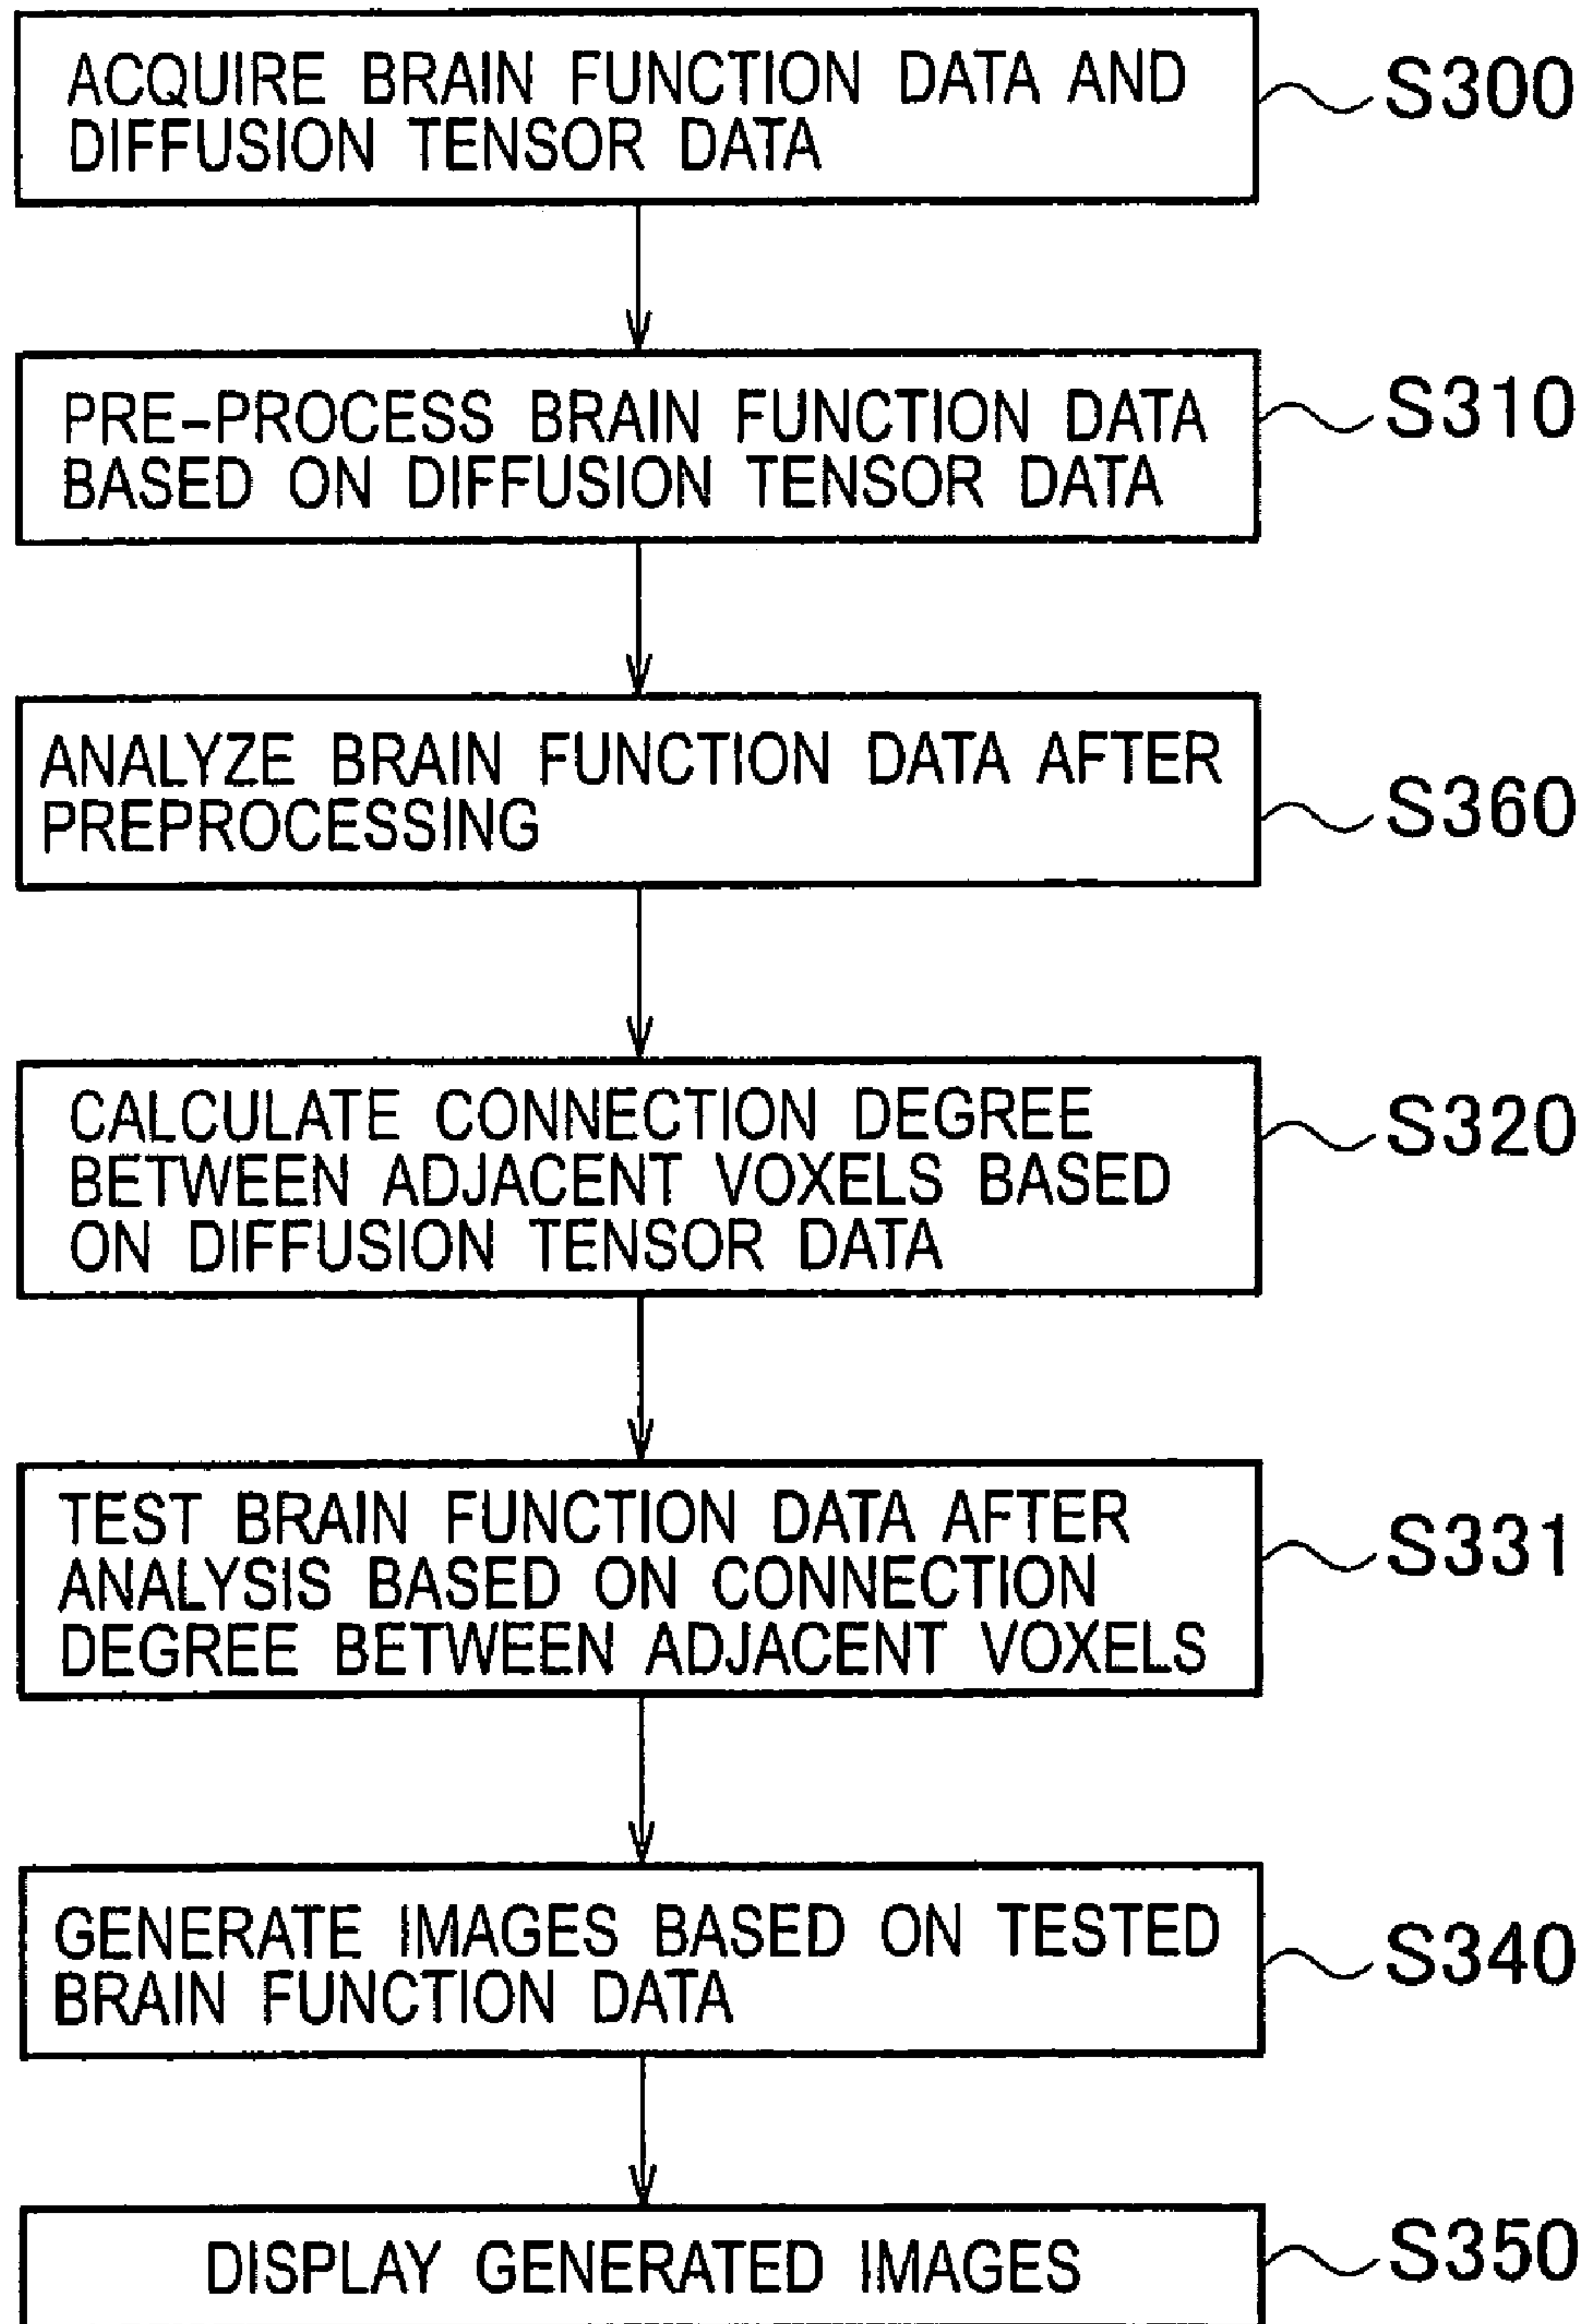 ACQUIRE BRAIN FUNCTION DATA AND
DIFFUSION TENSOR DATA
S300
PRE-PROCESS BRAIN FUNCTION DATA
BASED ON DIFFUSION TENSOR DATA
S310
ANALYZE BRAIN FUNCTION DATA AFTER
PREPROCESSING
S360
CALCULATE CONNECTION DEGREE
BETWEEN ADJACENT VOXELS BASED
ON DIFFUSION TENSOR DATA
S320
TEST BRAIN FUNCTION DATA AFTER
ANALYSIS BASED ON CONNECTION
DEGREE BETWEEN ADJACENT VOXELS
S331
GENERATE IMAGES BASED ON TESTED
BRAIN FUNCTION DATA
S340
DISPLAY GENERATED IMAGES
S350